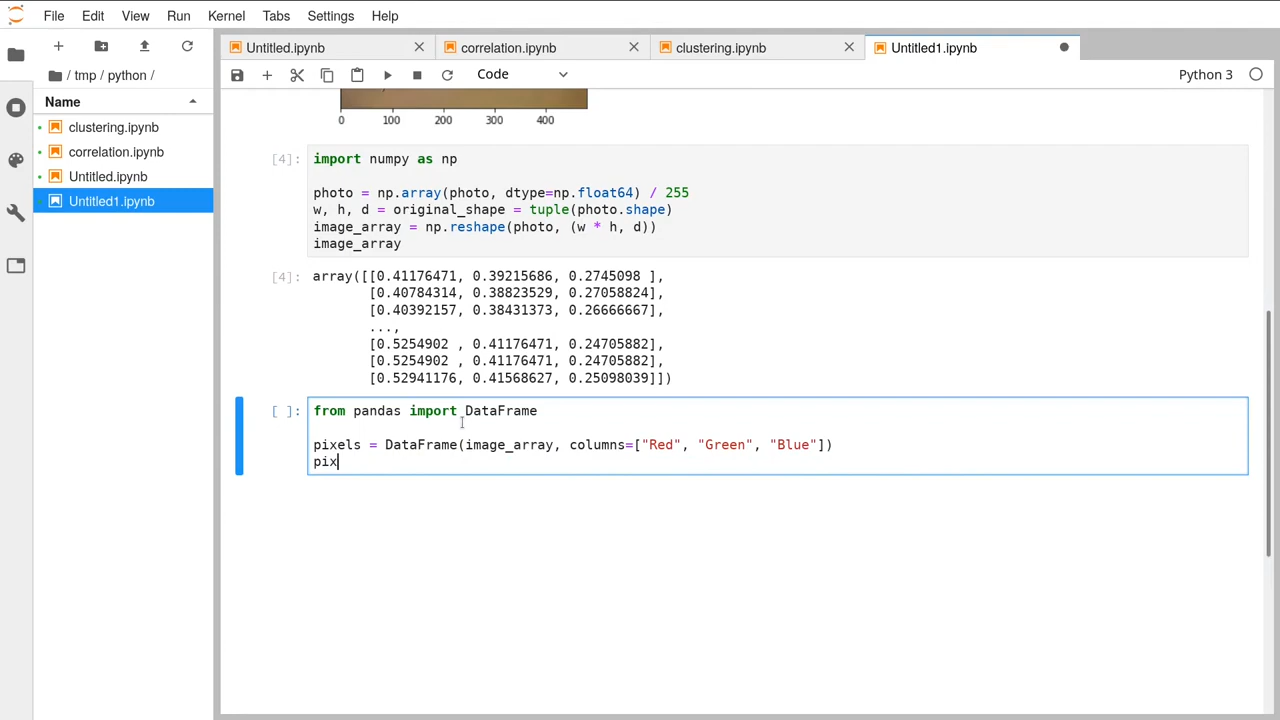 File Edit View Run Kernel Tabs Settings Help
Untitled.ipynb correlation.ipynb clustering.ipynb Untitled1.ipynb
Code Python 3
/ tmp / python /
Name
clustering.ipynb
correlation.ipynb
Untitled.ipynb
Untitled1.ipynb
0 100 200 300 400
[4]: import numpy as np
photo = np.array(photo, dtype=np.float64) / 255
w, h, d = original_shape = tuple(photo.shape)
image_array = np.reshape(photo, (w * h, d))
image_array
[4]: array([[0.41176471, 0.39215686, 0.2745098 ],
[0.40784314, 0.38823529, 0.27058824],
[0.40392157, 0.38431373, 0.26666667],
...,
[0.5254902 , 0.41176471, 0.24705882],
[0.5254902 , 0.41176471, 0.24705882],
[0.52941176, 0.41568627, 0.25098039]])
[ ]: from pandas import DataFrame
pixels = DataFrame(image_array, columns=["Red", "Green", "Blue"])
pix